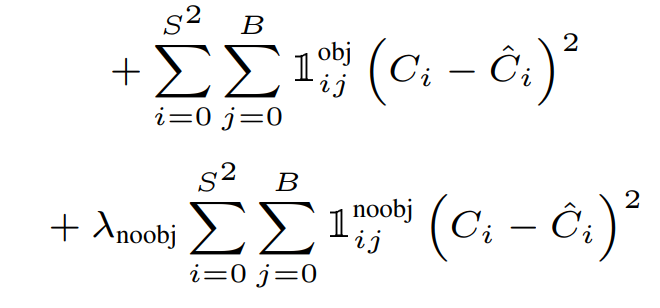 $+ \sum_{i=0}^{S^2} \sum_{j=0}^{B} \mathbb{1}_{ij}^{\text{obj}} \left( C_i - \hat{C}_i \right)^2$
$+ \lambda_{\text{noobj}} \sum_{i=0}^{S^2} \sum_{j=0}^{B} \mathbb{1}_{ij}^{\text{noobj}} \left( C_i - \hat{C}_i \right)^2$